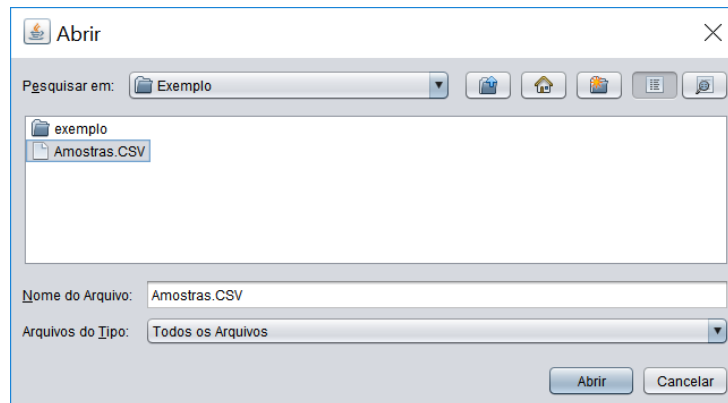 Abrir
Pesquisar em: Exemplo
exemplo
Amostras.CSV
Nome do Arquivo: Amostras.CSV
Arquivos do Tipo: Todos os Arquivos
Abrir Cancelar